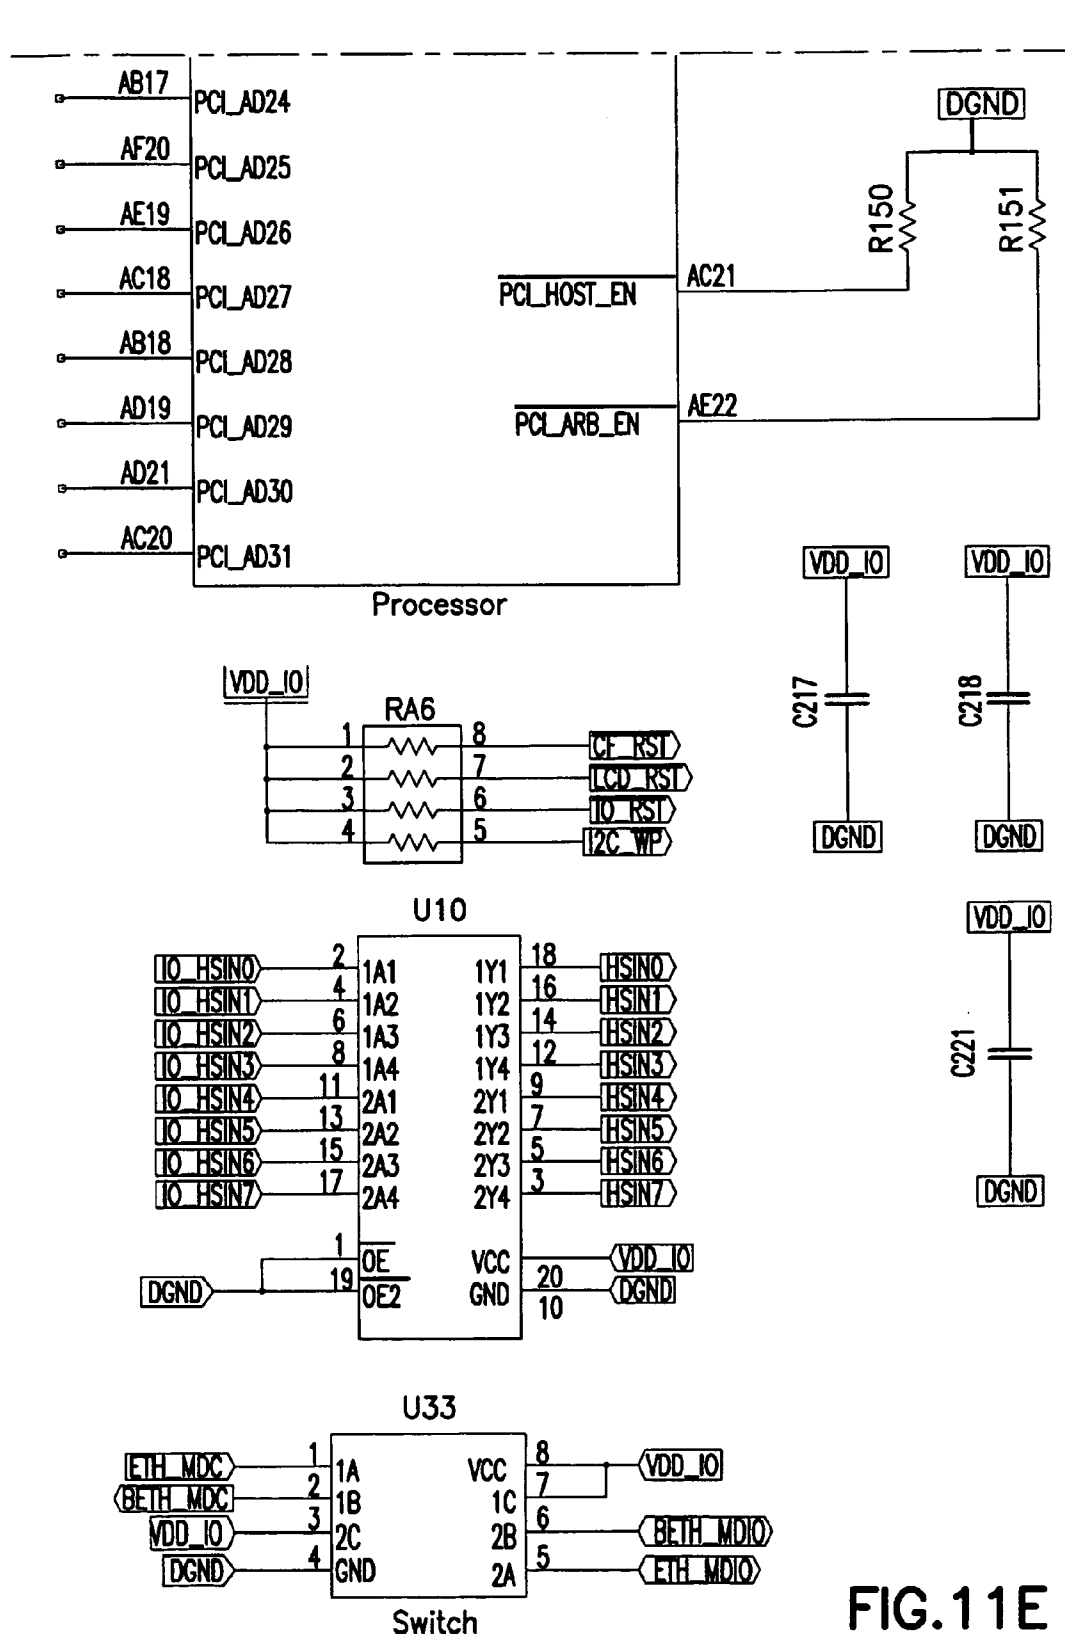 AB17 PCI_AD24
AF20 PCI_AD25
AE19 PCI_AD26
AC18 PCI_AD27
AB18 PCI_AD28
AD19 PCI_AD29
AD21 PCI_AD30
AC20 PCI_AD31
PCI_HOST_EN AC21
PCI_ARB_EN AE22
Processor
DGND
R150 R151
VDD_IO
C217
DGND
VDD_IO
C218
DGND
VDD_IO
RA6
1 8 CF_RST
2 7 LCD_RST
3 6 IO_RST
4 5 I2C_WP
VDD_IO
C221
DGND
U10
IO_HSIN0 2 1A1 1Y1 18 HSIN0
IO_HSIN1 4 1A2 1Y2 16 HSIN1
IO_HSIN2 6 1A3 1Y3 14 HSIN2
IO_HSIN3 8 1A4 1Y4 12 HSIN3
IO_HSIN4 11 2A1 2Y1 9 HSIN4
IO_HSIN5 13 2A2 2Y2 7 HSIN5
IO_HSIN6 15 2A3 2Y3 5 HSIN6
IO_HSIN7 17 2A4 2Y4 3 HSIN7
1 OE VCC 20 VDD_IO
DGND 19 OE2 GND 10 DGND
U33
ETH_MDC 1 1A VCC 8 VDD_IO
BETH_MDC 2 1B 1C 7
VDD_IO 3 2C 2B 6 BETH_MDIO
DGND 4 GND 2A 5 ETH_MDIO
Switch
FIG.11E